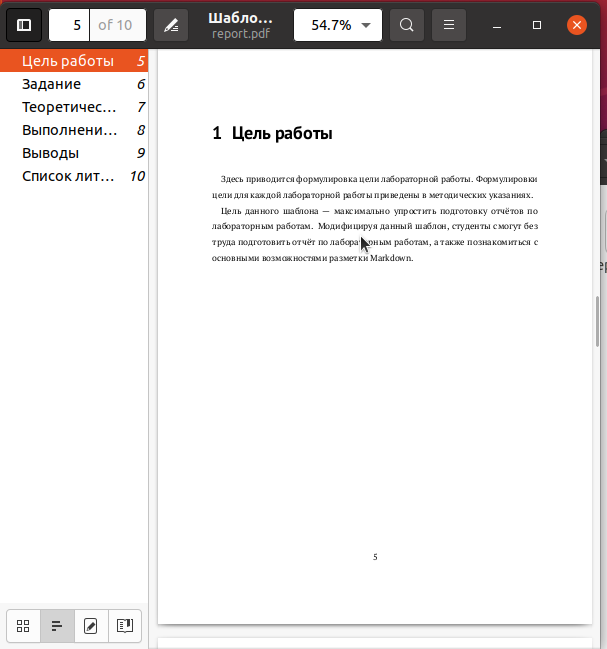 5 of 10
Шабло...
report.pdf
54.7%
Цель работы 5
Задание 6
Теоретичес... 7
Выполнени... 8
Выводы 9
Список лит... 10
1 Цель работы
Здесь приводится формулировка цели лабораторной работы. Формулировки
цели для каждой лабораторной работы приведены в методических указаниях.
Цель данного шаблона — максимально упростить подготовку отчётов по
лабораторным работам. Модифицируя данный шаблон, студенты смогут без
труда подготовить отчёт по лабораторным работам, а также познакомиться с
основными возможностями разметки Markdown.
5